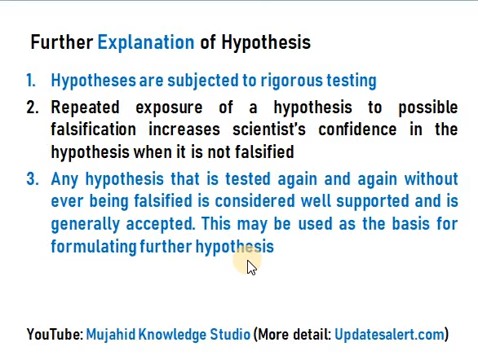 Further Explanation of Hypothesis
1. Hypotheses are subjected to rigorous testing
2. Repeated exposure of a hypothesis to possible
falsification increases scientist's confidence in the
hypothesis when it is not falsified
3. Any hypothesis that is tested again and again without
ever being falsified is considered well supported and is
generally accepted. This may be used as the basis for
formulating further hypothesis
YouTube: Mujahid Knowledge Studio (More detail: Updatesalert.com)